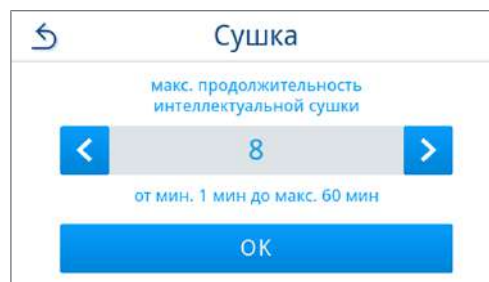 Сушка
макс. продолжительность
интеллектуальной сушки
8
от мин. 1 мин до макс. 60 мин
OK